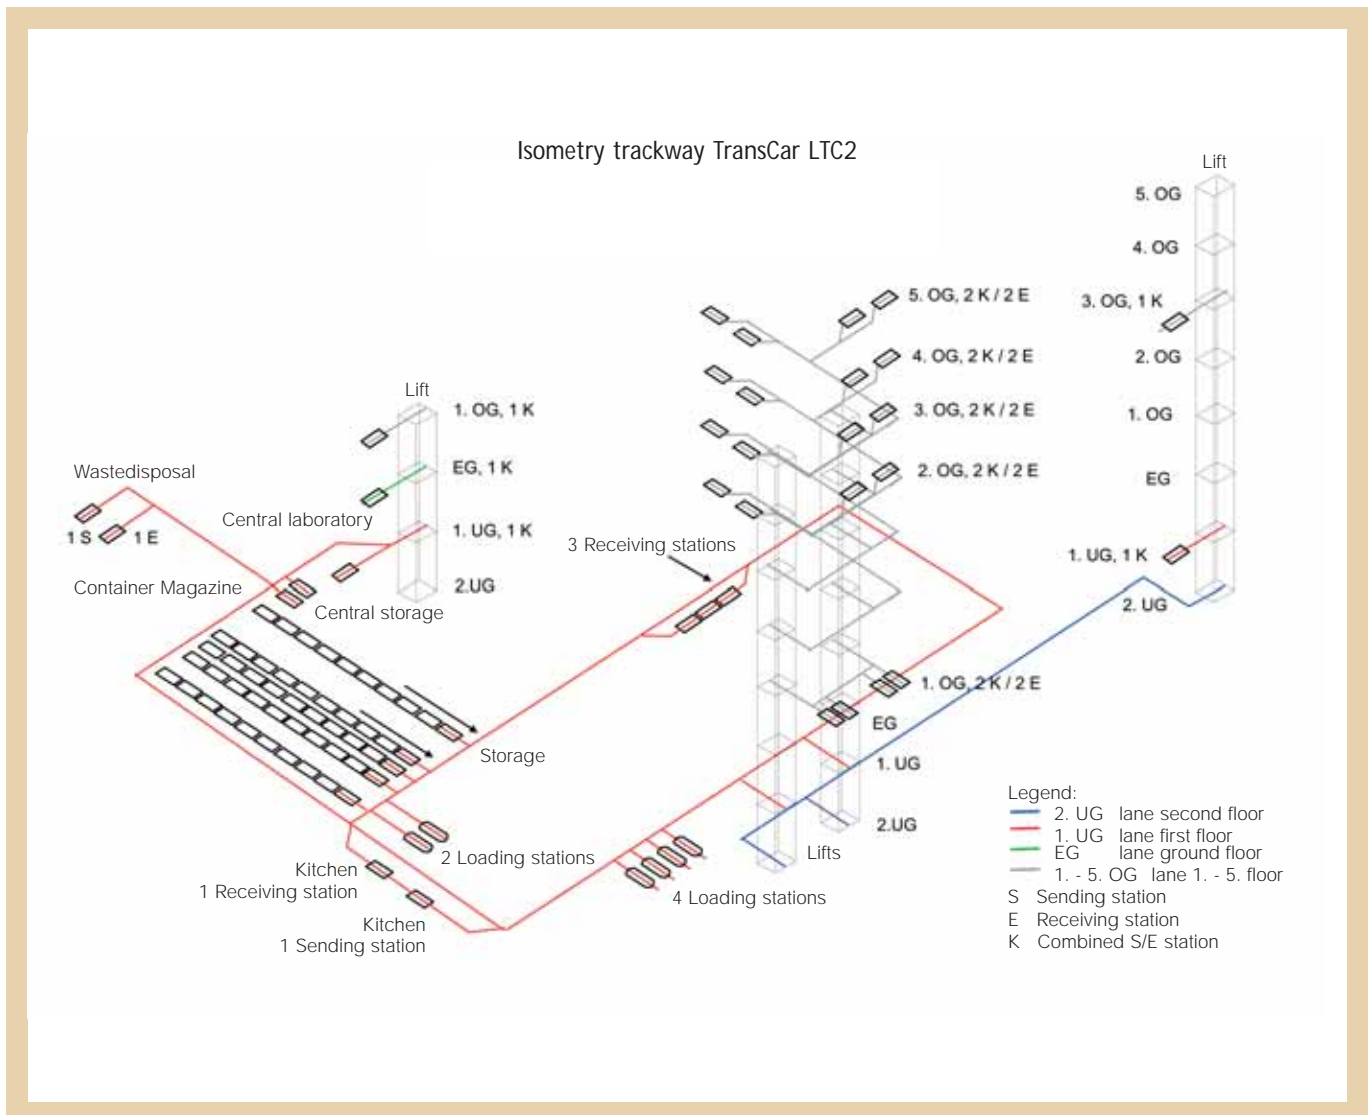 Isometry trackway TransCar LTC2
Lift
5. OG
4. OG
3. OG, 1 K
2. OG
1. OG
EG
1. UG, 1 K
2. UG
5. OG, 2 K / 2 E
4. OG, 2 K / 2 E
3. OG, 2 K / 2 E
2. OG, 2 K / 2 E
1. OG, 2 K / 2 E
EG
1. UG
2.UG
Lifts
Lift
1. OG, 1 K
EG, 1 K
1. UG, 1 K
2.UG
Wastedisposal
1 S
1 E
Central laboratory
Container Magazine
Central storage
3 Receiving stations
Storage
2 Loading stations
Kitchen
1 Receiving station
Kitchen
1 Sending station
4 Loading stations
Legend:
2. UG lane second floor
1. UG lane first floor
EG lane ground floor
1. - 5. OG lane 1. - 5. floor
S Sending station
E Receiving station
K Combined S/E station